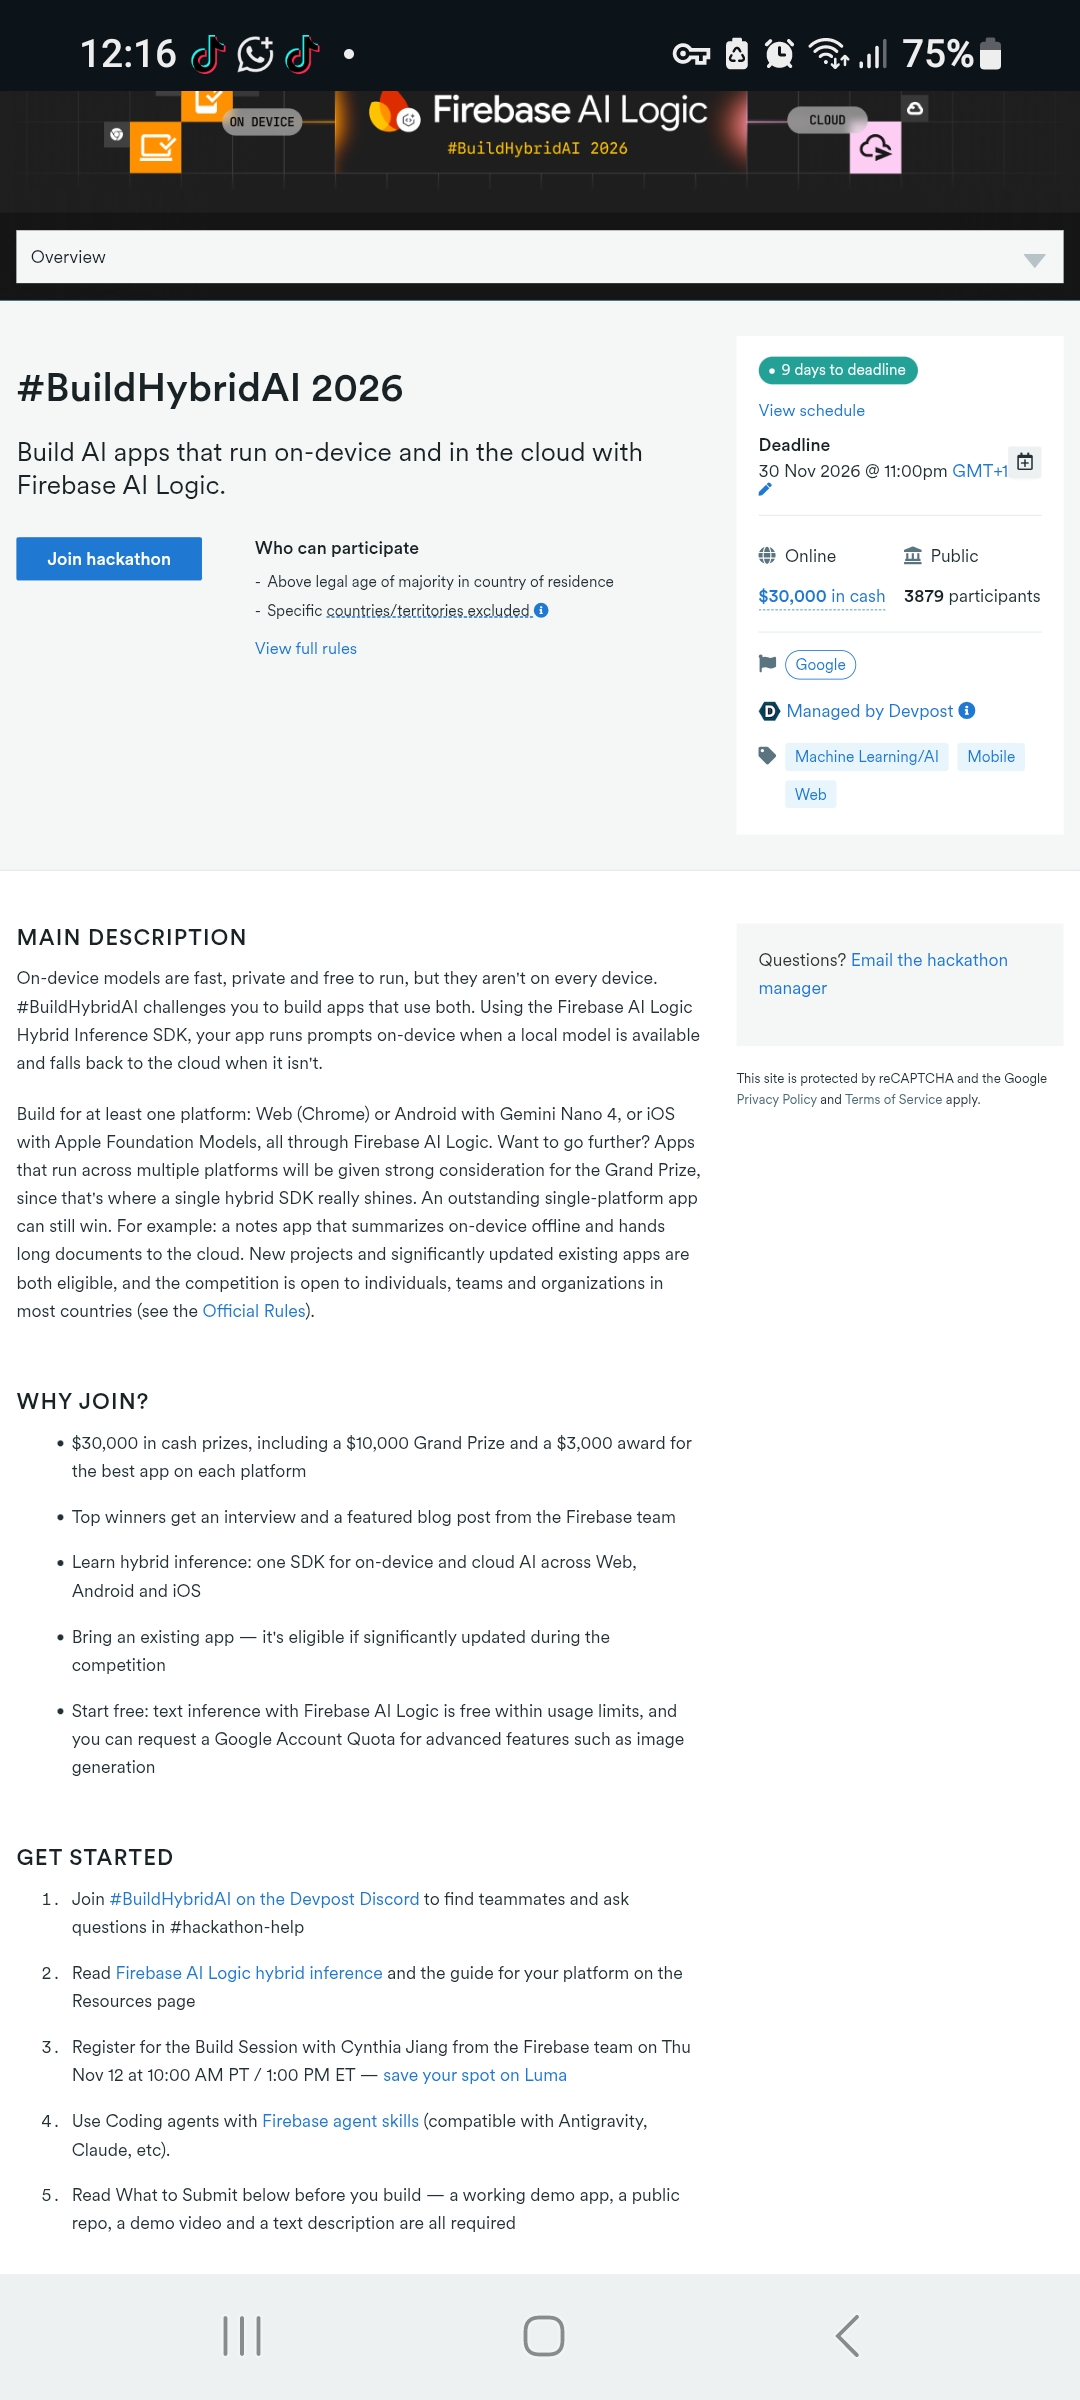 12:16
75%
ON DEVICE
Firebase AI Logic
CLOUD
#BuildHybridAI 2026
Overview
#BuildHybridAI 2026
Build AI apps that run on-device and in the cloud with
Firebase AI Logic.
Join hackathon
Who can participate
- Above legal age of majority in country of residence
- Specific countries/territories excluded
View full rules
9 days to deadline
View schedule
Deadline
30 Nov 2026 @ 11:00pm GMT+1
Online
Public
$30,000 in cash
3879 participants
Google
Managed by Devpost
Machine Learning/AI
Mobile
Web
MAIN DESCRIPTION
On-device models are fast, private and free to run, but they aren't on every device.
#BuildHybridAI challenges you to build apps that use both. Using the Firebase AI Logic
Hybrid Inference SDK, your app runs prompts on-device when a local model is available
and falls back to the cloud when it isn't.
Build for at least one platform: Web (Chrome) or Android with Gemini Nano 4, or iOS
with Apple Foundation Models, all through Firebase AI Logic. Want to go further? Apps
that run across multiple platforms will be given strong consideration for the Grand Prize,
since that's where a single hybrid SDK really shines. An outstanding single-platform app
can still win. For example: a notes app that summarizes on-device offline and hands
long documents to the cloud. New projects and significantly updated existing apps are
both eligible, and the competition is open to individuals, teams and organizations in
most countries (see the Official Rules).
Questions? Email the hackathon
manager
This site is protected by reCAPTCHA and the Google
Privacy Policy and Terms of Service apply.
WHY JOIN?
• $30,000 in cash prizes, including a $10,000 Grand Prize and a $3,000 award for
the best app on each platform
• Top winners get an interview and a featured blog post from the Firebase team
• Learn hybrid inference: one SDK for on-device and cloud AI across Web,
Android and iOS
• Bring an existing app — it's eligible if significantly updated during the
competition
• Start free: text inference with Firebase AI Logic is free within usage limits, and
you can request a Google Account Quota for advanced features such as image
generation
GET STARTED
1. Join #BuildHybridAI on the Devpost Discord to find teammates and ask
questions in #hackathon-help
2. Read Firebase AI Logic hybrid inference and the guide for your platform on the
Resources page
3. Register for the Build Session with Cynthia Jiang from the Firebase team on Thu
Nov 12 at 10:00 AM PT / 1:00 PM ET — save your spot on Luma
4. Use Coding agents with Firebase agent skills (compatible with Antigravity,
Claude, etc).
5. Read What to Submit below before you build — a working demo app, a public
repo, a demo video and a text description are all required